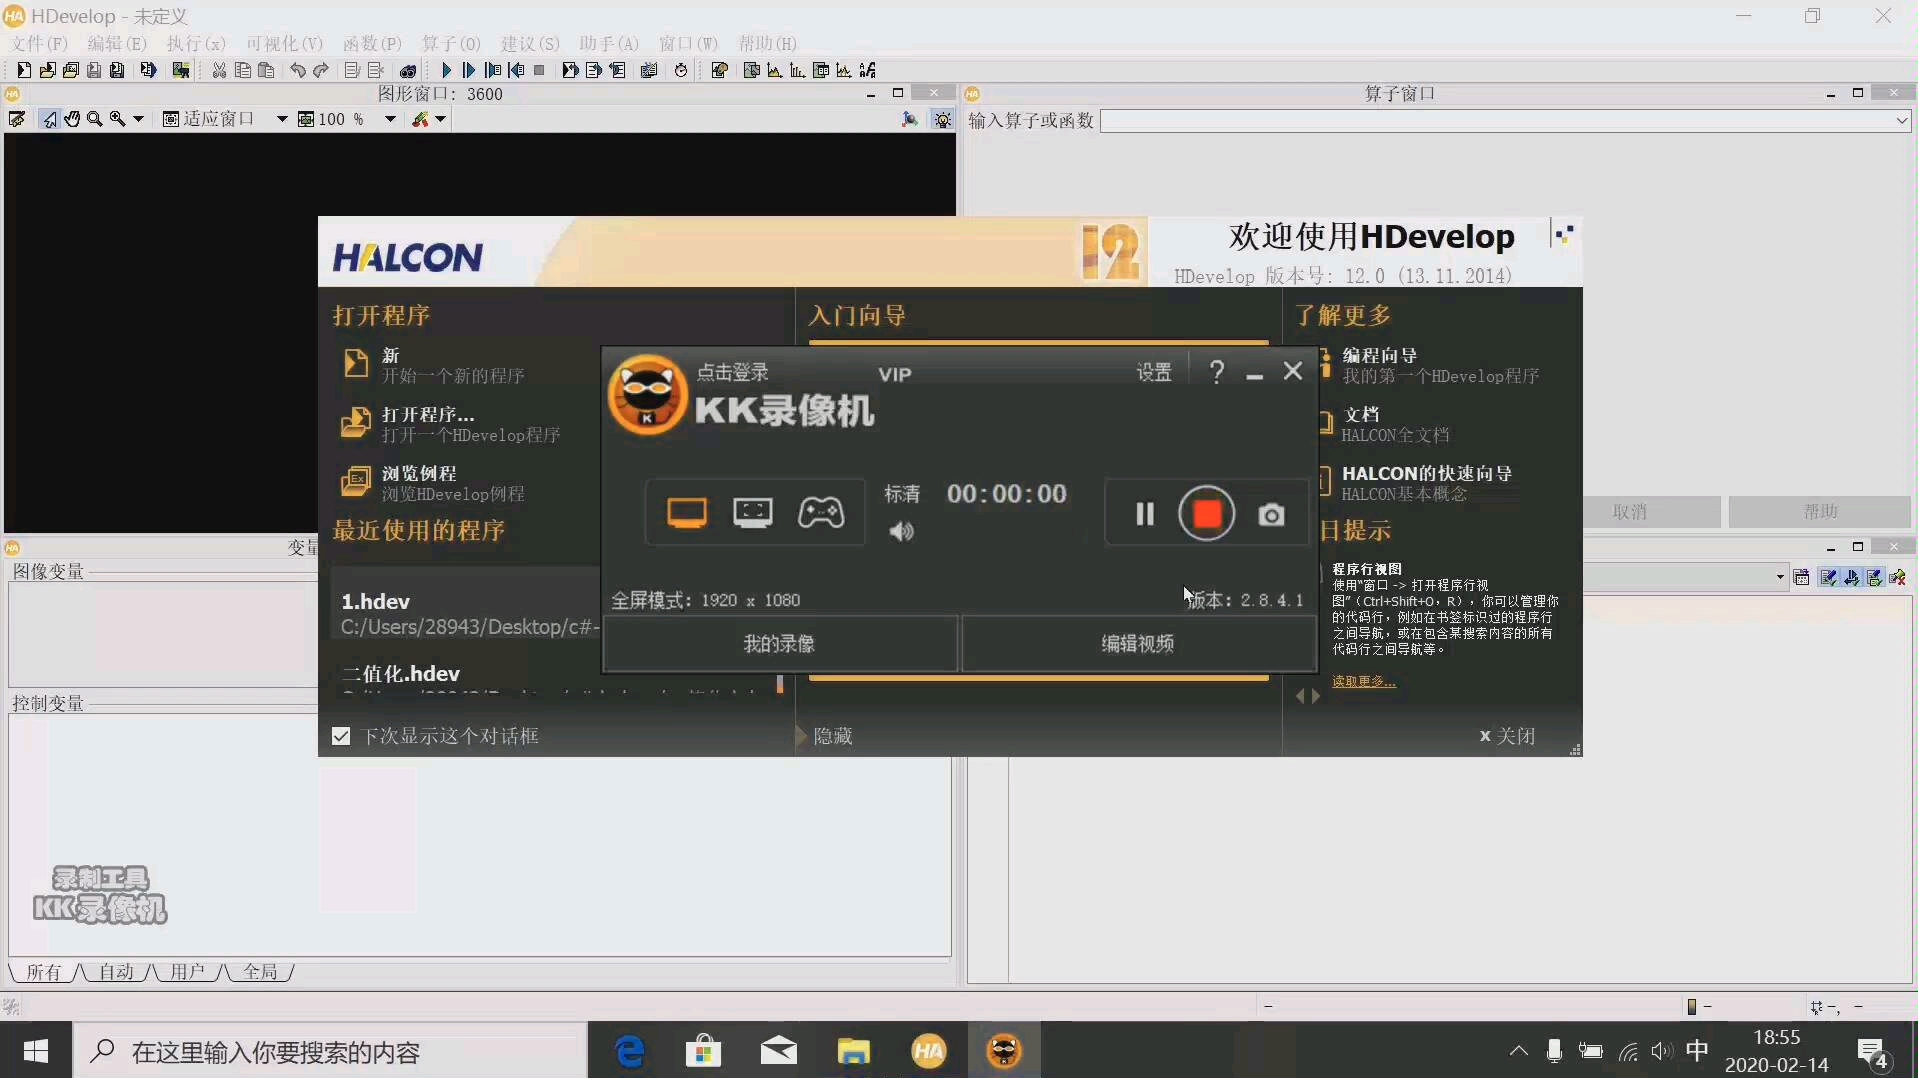 HDevelop - 未定义
文件(F) 编辑(E) 执行(x) 可视化(V) 函数(P) 算子(O) 建议(S) 助手(A) 窗口(W) 帮助(H)
图形窗口: 3600
算子窗口
适应窗口 100 %
输入算子或函数
HALCON
12
欢迎使用HDevelop
HDevelop 版本号: 12.0 (13.11.2014)
打开程序
入门向导
了解更多
新
开始一个新的程序
打开程序...
打开一个HDevelop程序
浏览例程
浏览HDevelop例程
最近使用的程序
1.hdev
C:/Users/28943/Desktop/c#-
二值化.hdev
下次显示这个对话框
隐藏
x 关闭
编程向导
我的第一个HDevelop程序
文档
HALCON全文档
HALCON的快速向导
HALCON基本概念
日提示
程序行视图
使用“窗口 -> 打开程序行视
图”（Ctrl+Shift+O，R），你可以管理你
的代码行，例如在书签标识过的程序行
之间导航，或在包含某搜索内容的所有
代码行之间导航等。
读取更多...
点击登录
VIP
设置
KK录像机
标清
00:00:00
全屏模式: 1920 x 1080
版本: 2.8.4.1
我的录像
编辑视频
取消
帮助
变量
图像变量
控制变量
录制工具
KK录像机
所有 自动 用户 全局
在这里输入你要搜索的内容
中
18:55
2020-02-14
4